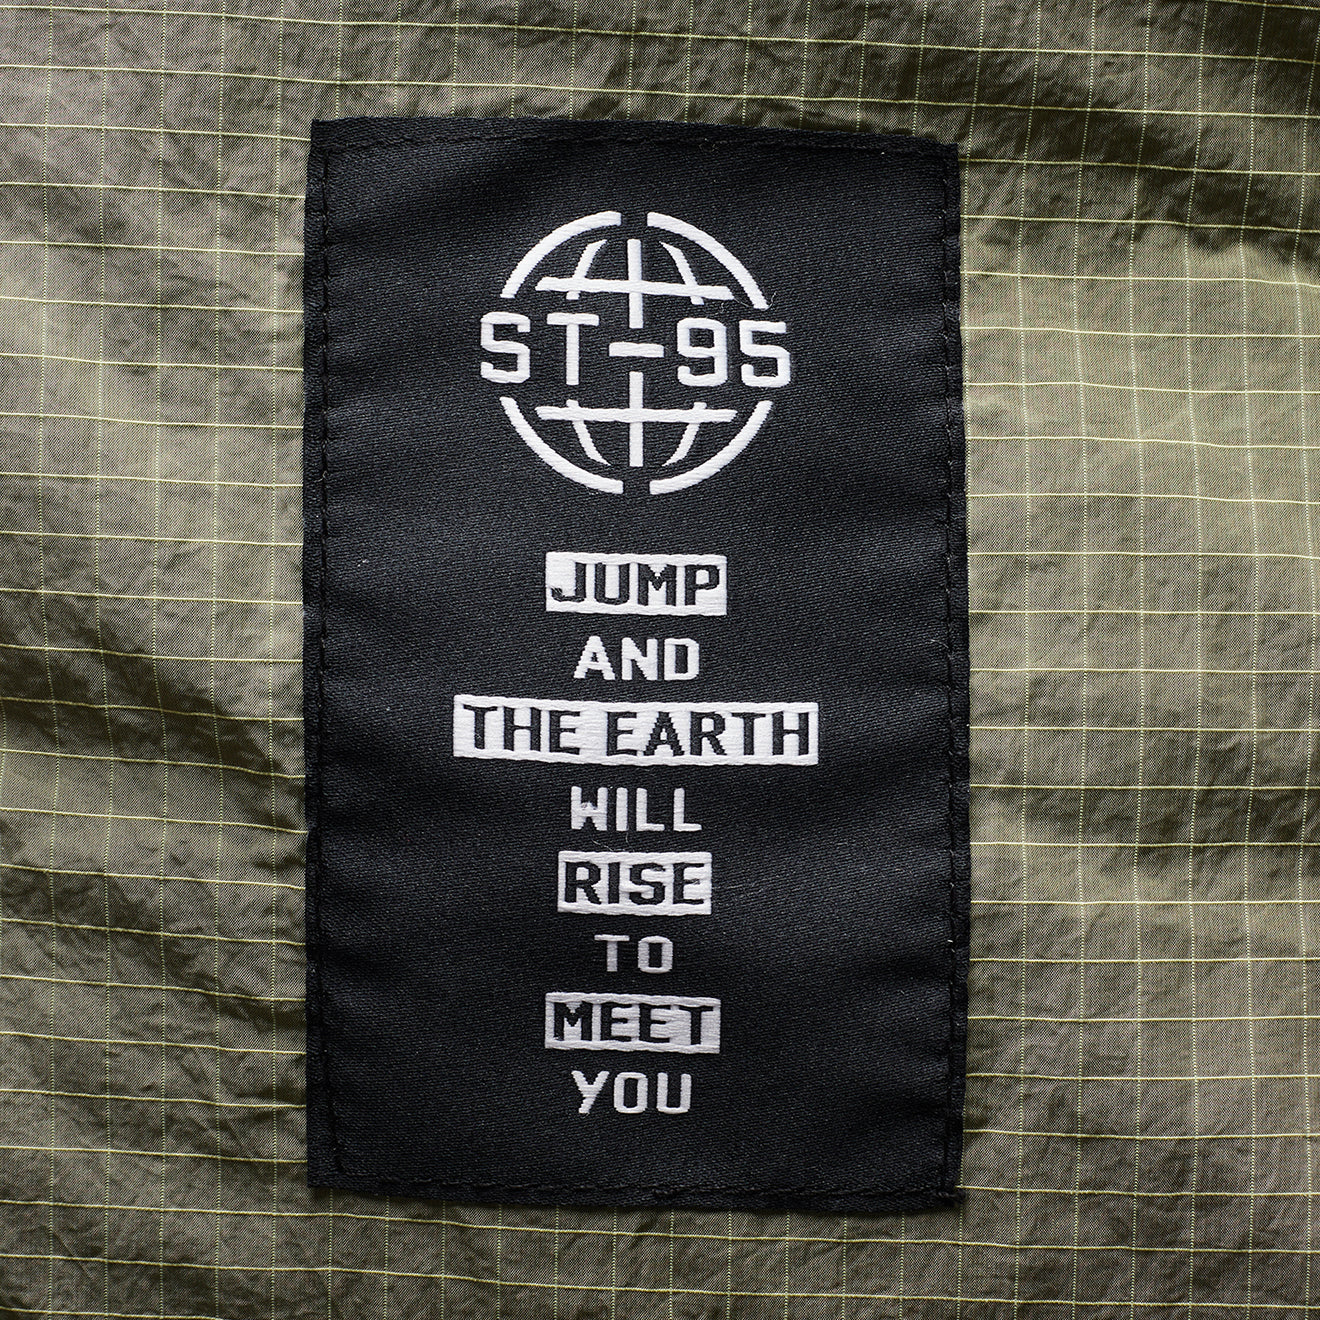 ST-95
JUMP
AND
THE EARTH
WILL
RISE
TO
MEET
YOU